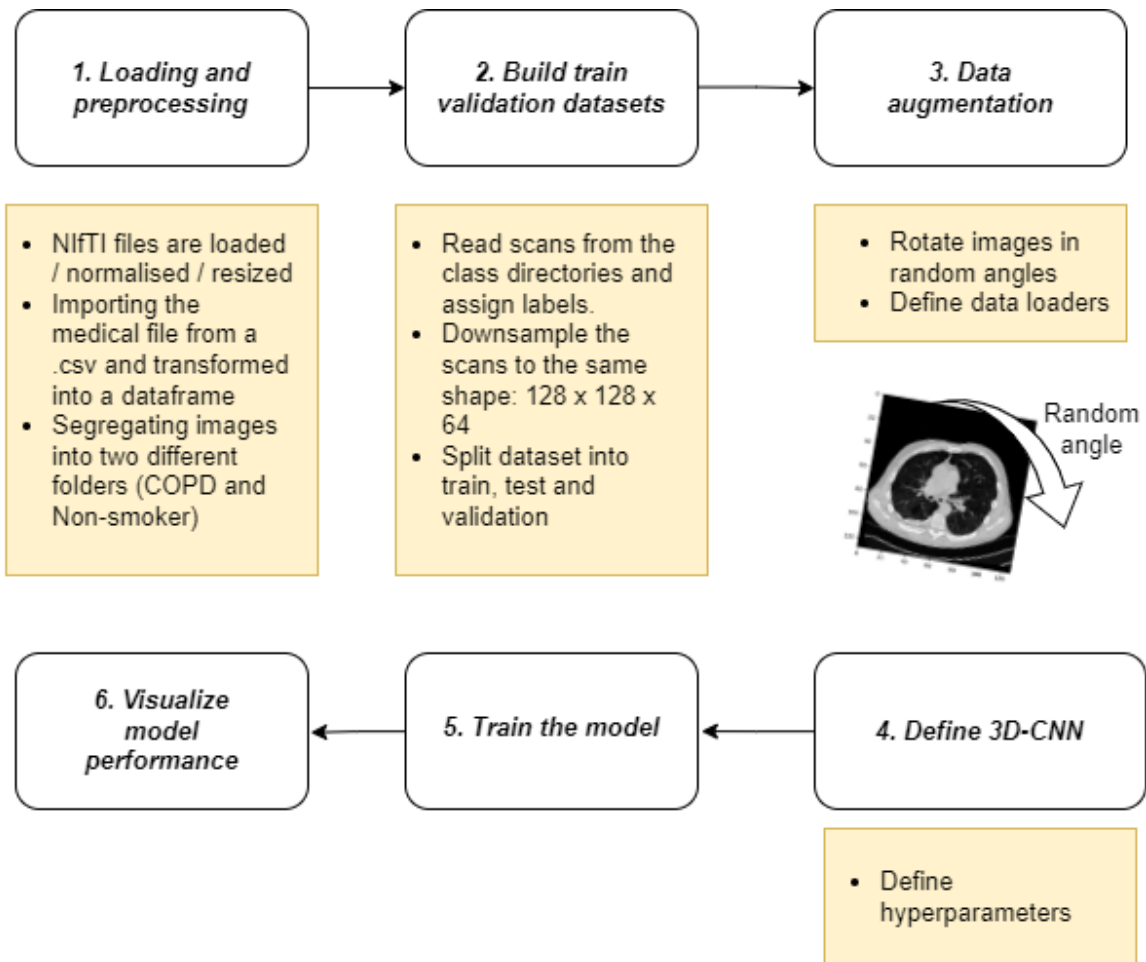 1. Loading and
preprocessing
2. Build train
validation datasets
3. Data
augmentation
• NIfTI files are loaded
/ normalised / resized
• Importing the
medical file from a
.csv and transformed
into a dataframe
• Segregating images
into two different
folders (COPD and
Non-smoker)
• Read scans from the
class directories and
assign labels.
• Downsample the
scans to the same
shape: 128 x 128 x
64
• Split dataset into
train, test and
validation
• Rotate images in
random angles
• Define data loaders
Random
angle
6. Visualize
model
performance
5. Train the model
4. Define 3D-CNN
• Define
hyperparameters